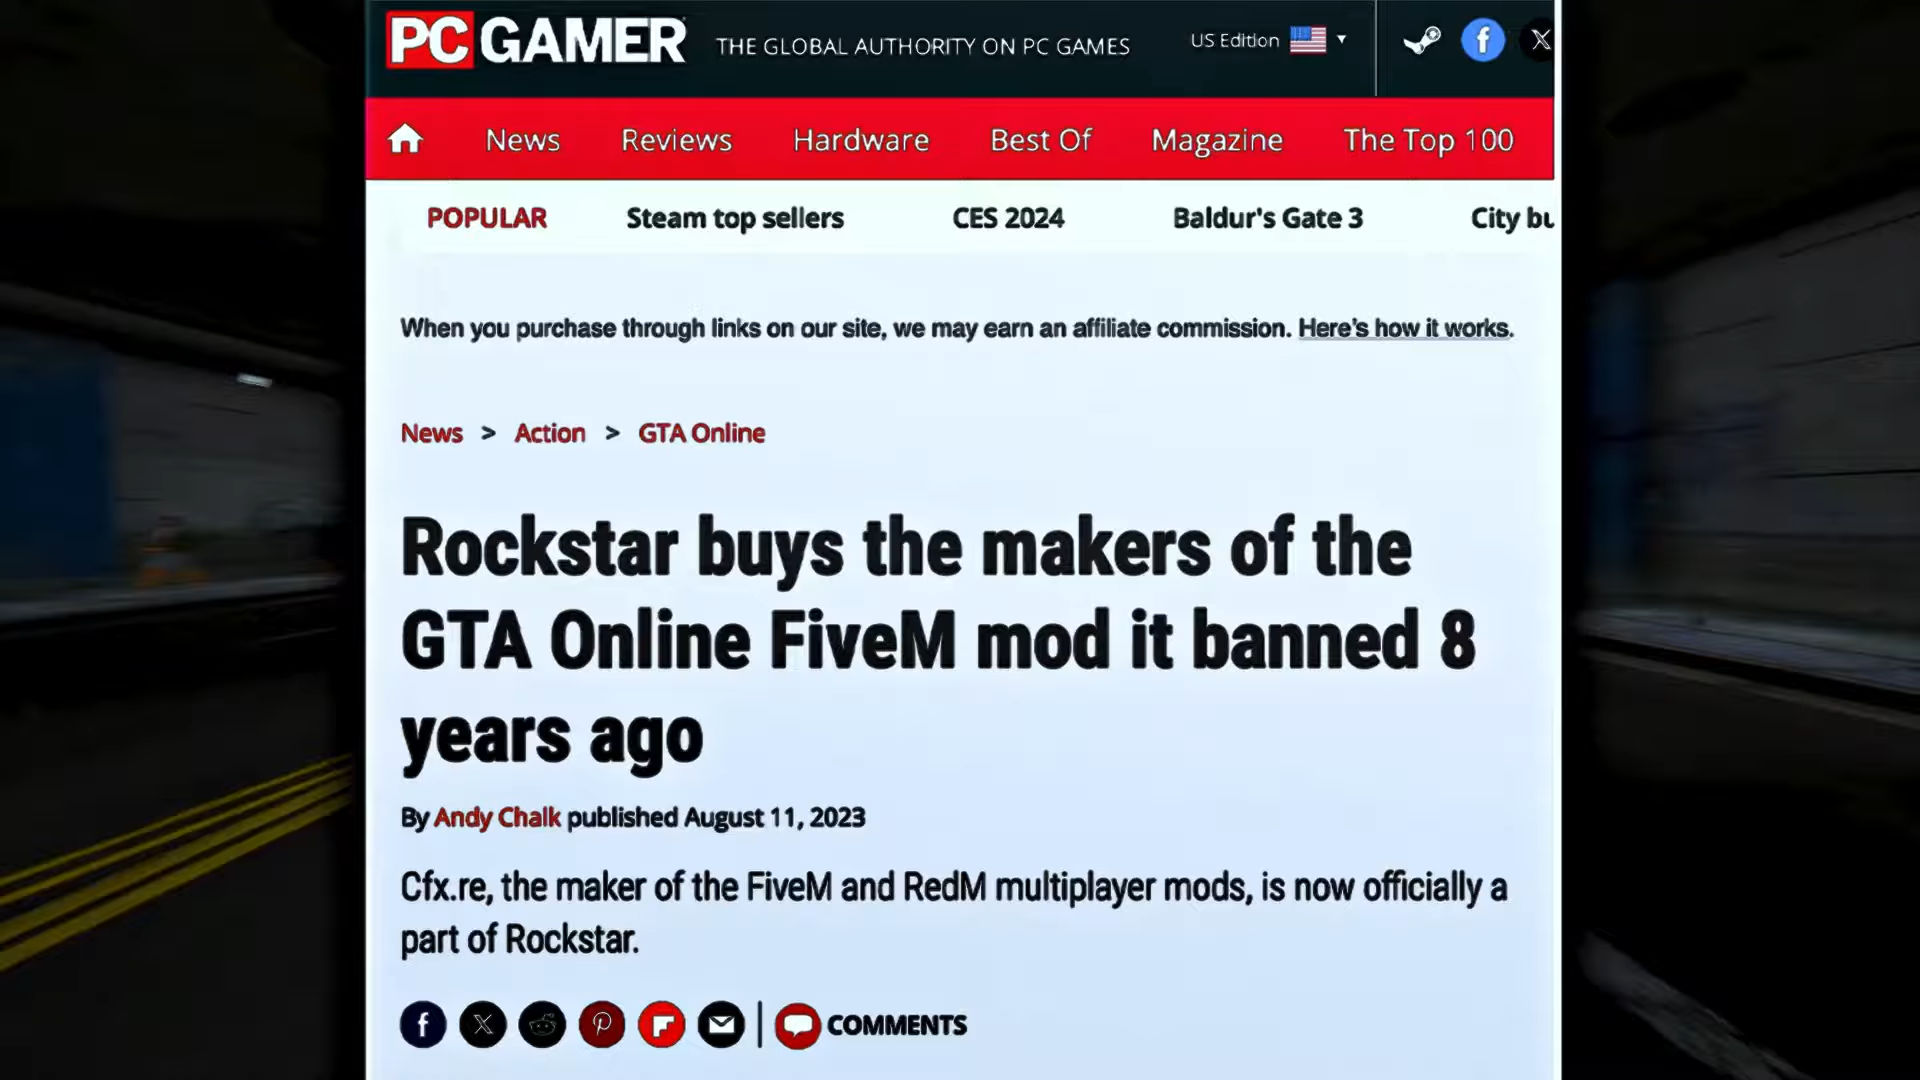 PC GAMER THE GLOBAL AUTHORITY ON PC GAMES US Edition
News Reviews Hardware Best Of Magazine The Top 100
POPULAR Steam top sellers CES 2024 Baldur's Gate 3 City bu
When you purchase through links on our site, we may earn an affiliate commission. Here's how it works.
News > Action > GTA Online
Rockstar buys the makers of the
GTA Online FiveM mod it banned 8
years ago
By Andy Chalk published August 11, 2023
Cfx.re, the maker of the FiveM and RedM multiplayer mods, is now officially a
part of Rockstar.
COMMENTS